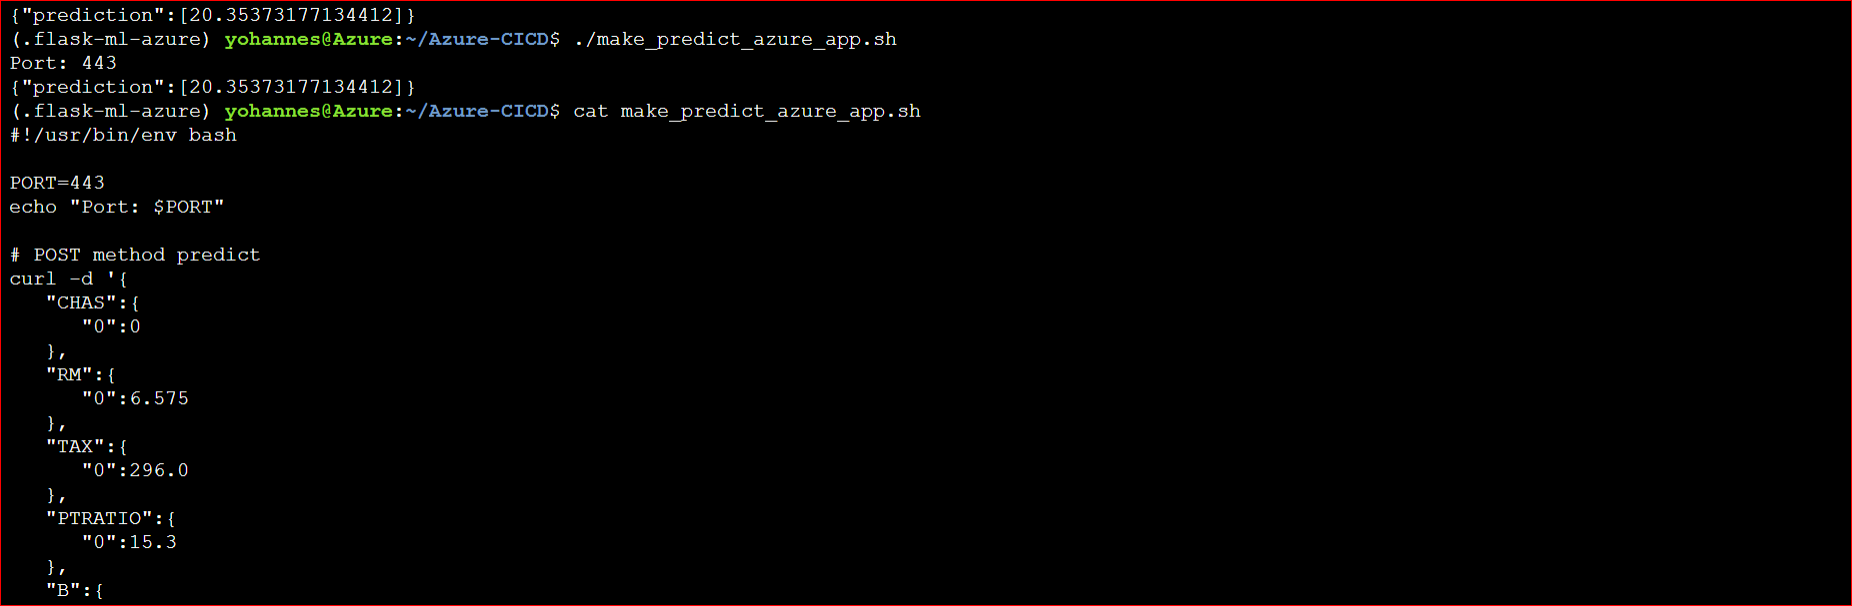 {"prediction":[20.35373177134412]}
(.flask-ml-azure) yohannes@Azure:~/Azure-CICD$ ./make_predict_azure_app.sh
Port: 443
{"prediction":[20.35373177134412]}
(.flask-ml-azure) yohannes@Azure:~/Azure-CICD$ cat make_predict_azure_app.sh
#!/usr/bin/env bash

PORT=443
echo "Port: $PORT"

# POST method predict
curl -d '{
   "CHAS":{
      "0":0
   },
   "RM":{
      "0":6.575
   },
   "TAX":{
      "0":296.0
   },
   "PTRATIO":{
      "0":15.3
   },
   "B":{